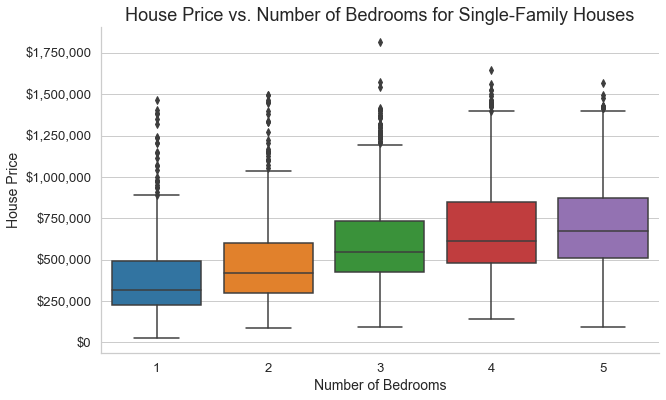 House Price vs. Number of Bedrooms for Single-Family Houses
$1,750,000
$1,500,000
$1,250,000
$1,000,000
$750,000
$500,000
$250,000
$0
House Price
1 2 3 4 5
Number of Bedrooms